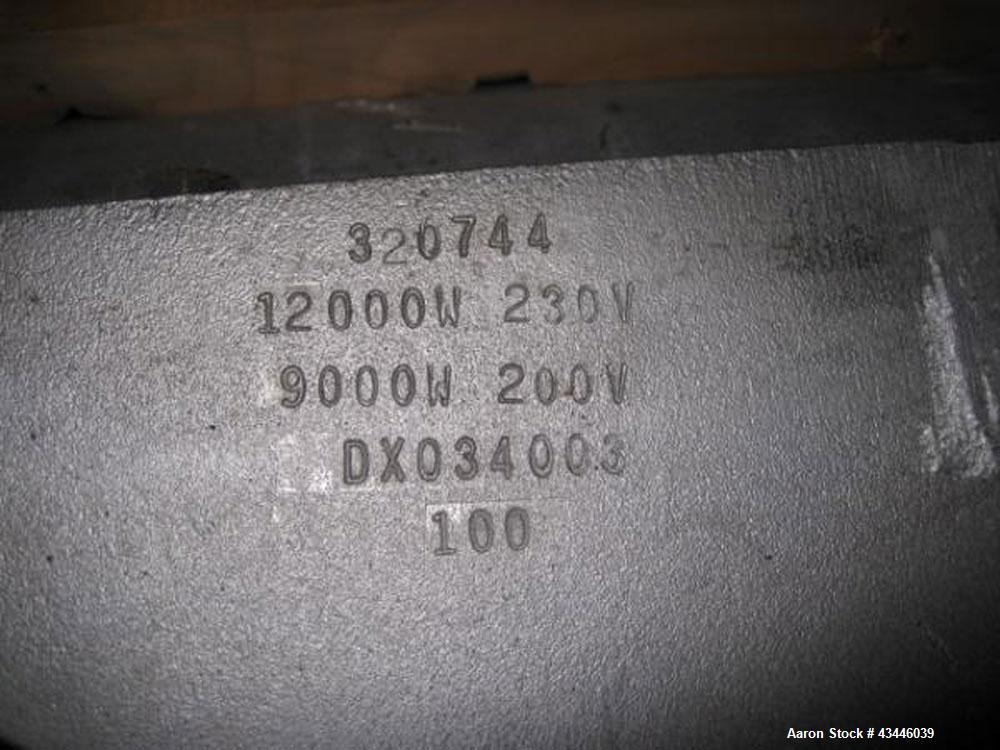 320744
12000W 230V
9000W 200V
DX034003
100
Aaron Stock # 43446039